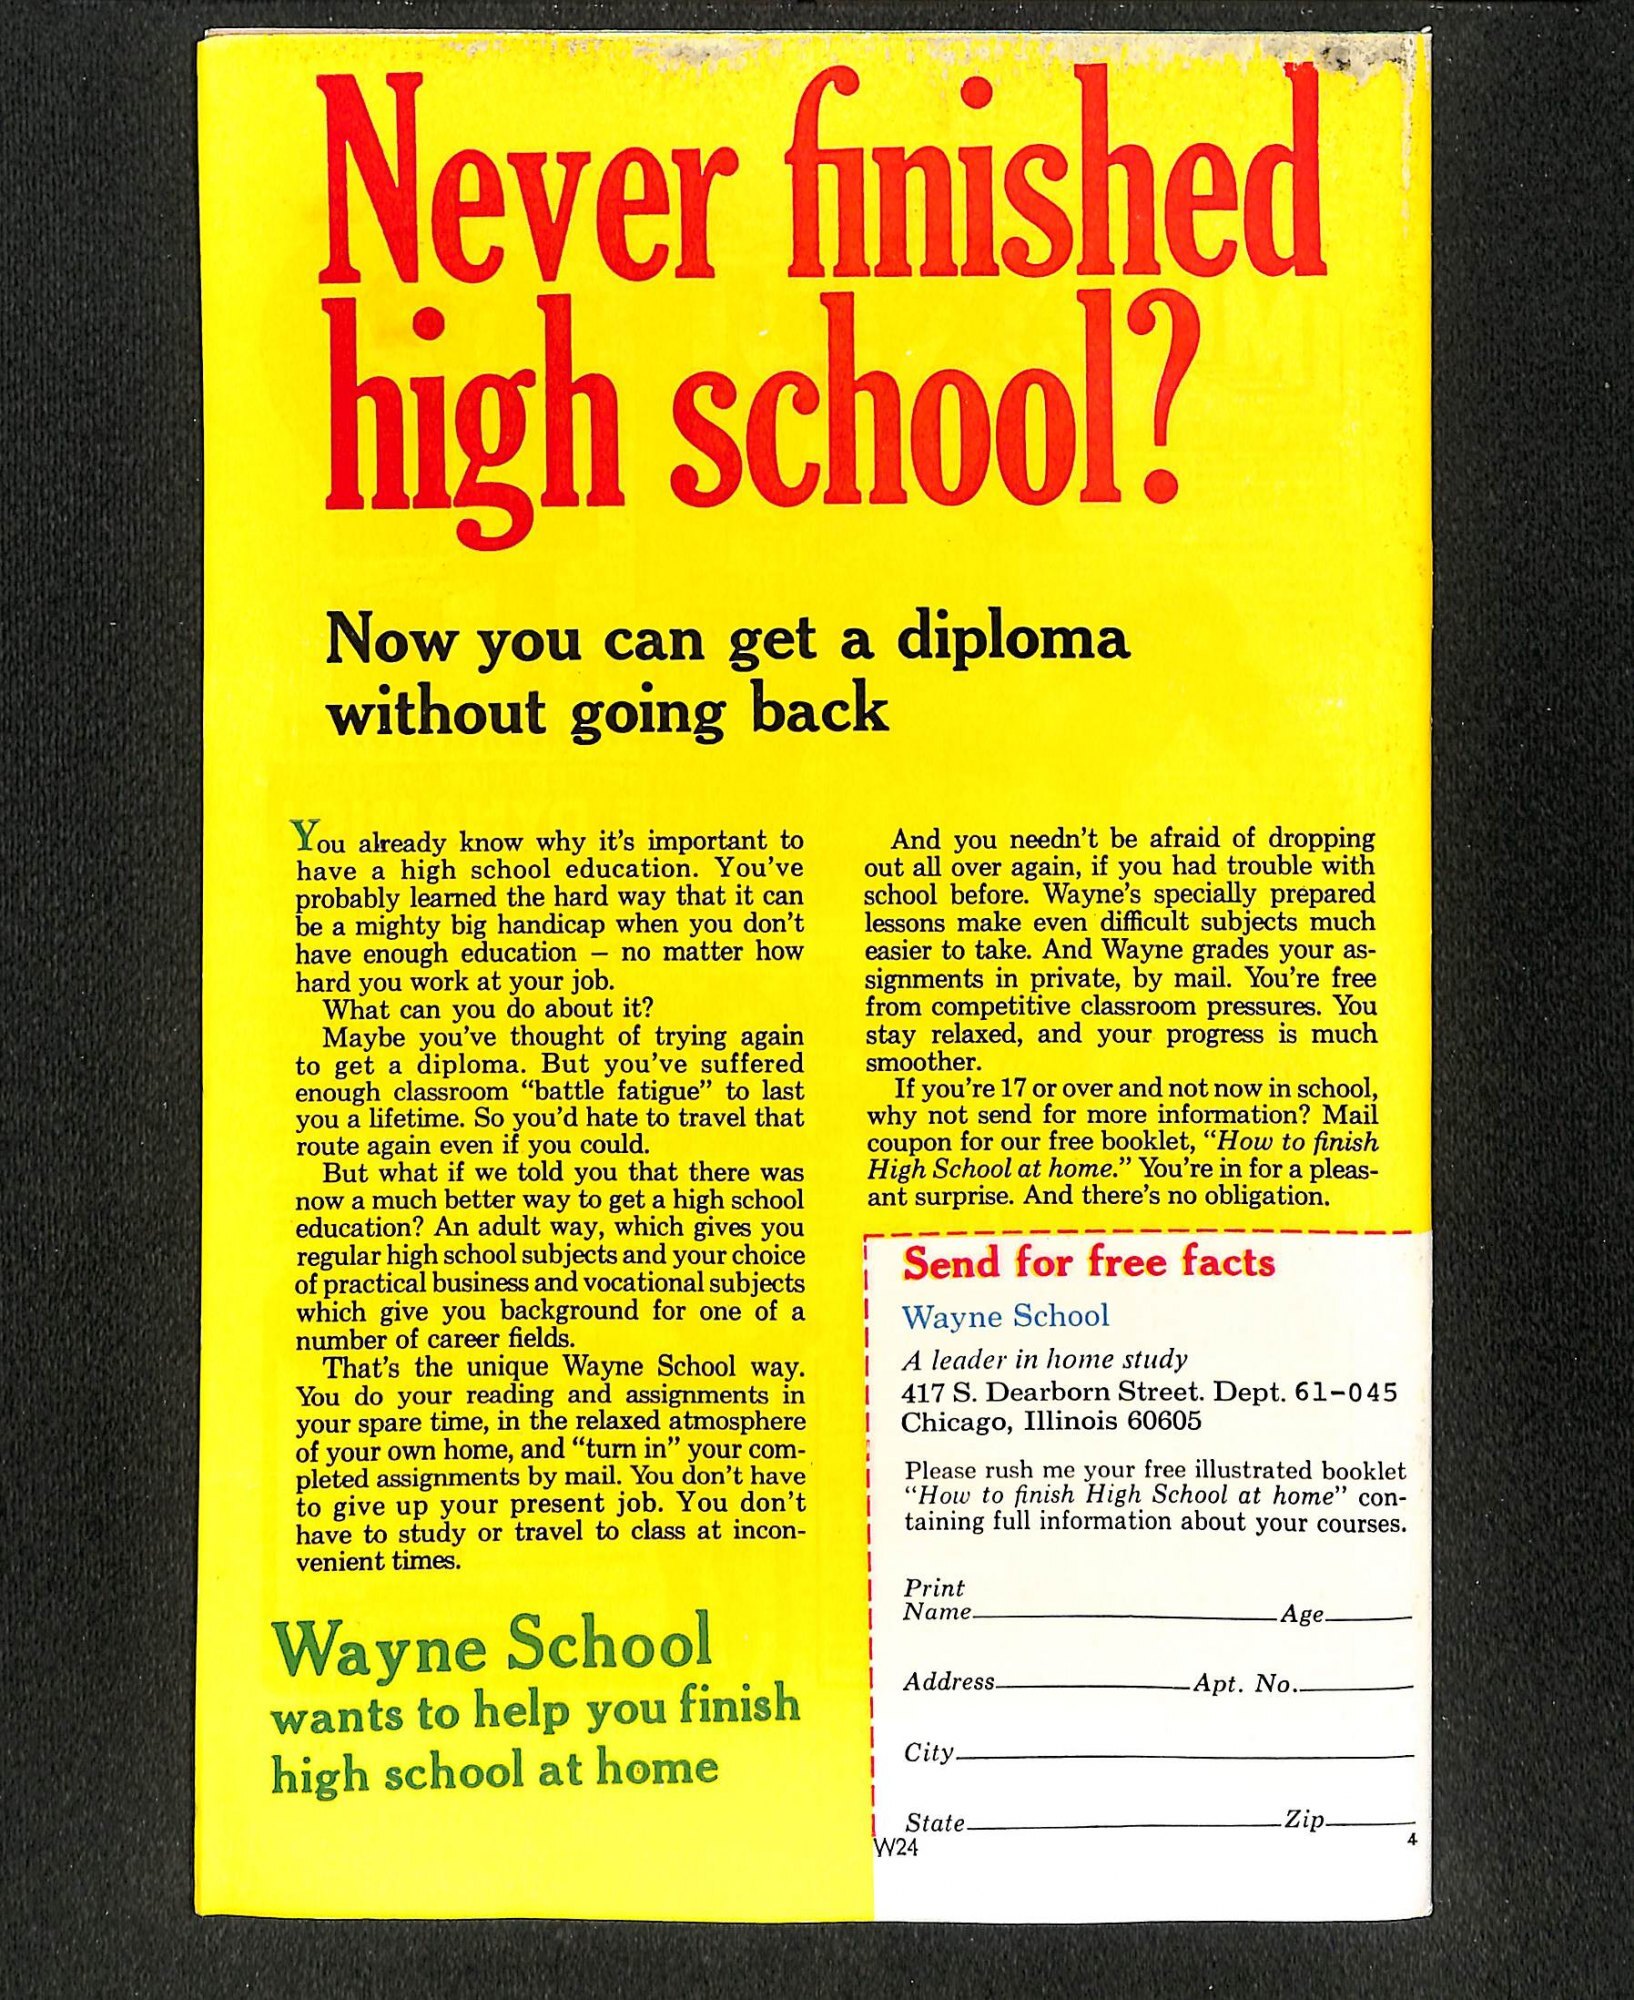 Never finished
high school?
Now you can get a diploma
without going back
You already know why it's important to
have a high school education. You've
probably learned the hard way that it can
be a mighty big handicap when you don't
have enough education – no matter how
hard you work at your job.
What can you do about it?
Maybe you've thought of trying again
to get a diploma. But you've suffered
enough classroom “battle fatigue” to last
you a lifetime. So you'd hate to travel that
route again even if you could.
But what if we told you that there was
now a much better way to get a high school
education? An adult way, which gives you
regular high school subjects and your choice
of practical business and vocational subjects
which give you background for one of a
number of career fields.
That's the unique Wayne School way.
You do your reading and assignments in
your spare time, in the relaxed atmosphere
of your own home, and “turn in” your com-
pleted assignments by mail. You don't have
to give up your present job. You don't
have to study or travel to class at incon-
venient times.
Wayne School
wants to help you finish
high school at home
And you needn't be afraid of dropping
out all over again, if you had trouble with
school before. Wayne's specially prepared
lessons make even difficult subjects much
easier to take. And Wayne grades your as-
signments in private, by mail. You're free
from competitive classroom pressures. You
stay relaxed, and your progress is much
smoother.
If you're 17 or over and not now in school,
why not send for more information? Mail
coupon for our free booklet, “How to finish
High School at home.” You're in for a pleas-
ant surprise. And there's no obligation.
Send for free facts
Wayne School
A leader in home study
417 S. Dearborn Street. Dept. 61-045
Chicago, Illinois 60605
Please rush me your free illustrated booklet
“How to finish High School at home” con-
taining full information about your courses.
Print
Name Age
Address Apt. No.
City
State Zip
W24 4